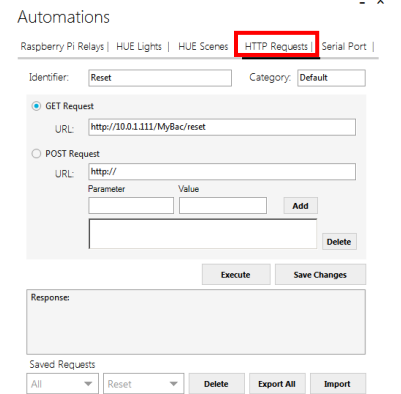 Automations
Raspberry Pi Relays | HUE Lights | HUE Scenes HTTP Requests | Serial Port |
Identifier: Reset Category: Default
GET Request
URL: http://10.0.1.111/MyBac/reset
POST Request
URL: http://
Parameter Value
Add
Delete
Execute Save Changes
Response:
Saved Requests
All Reset Delete Export All Import